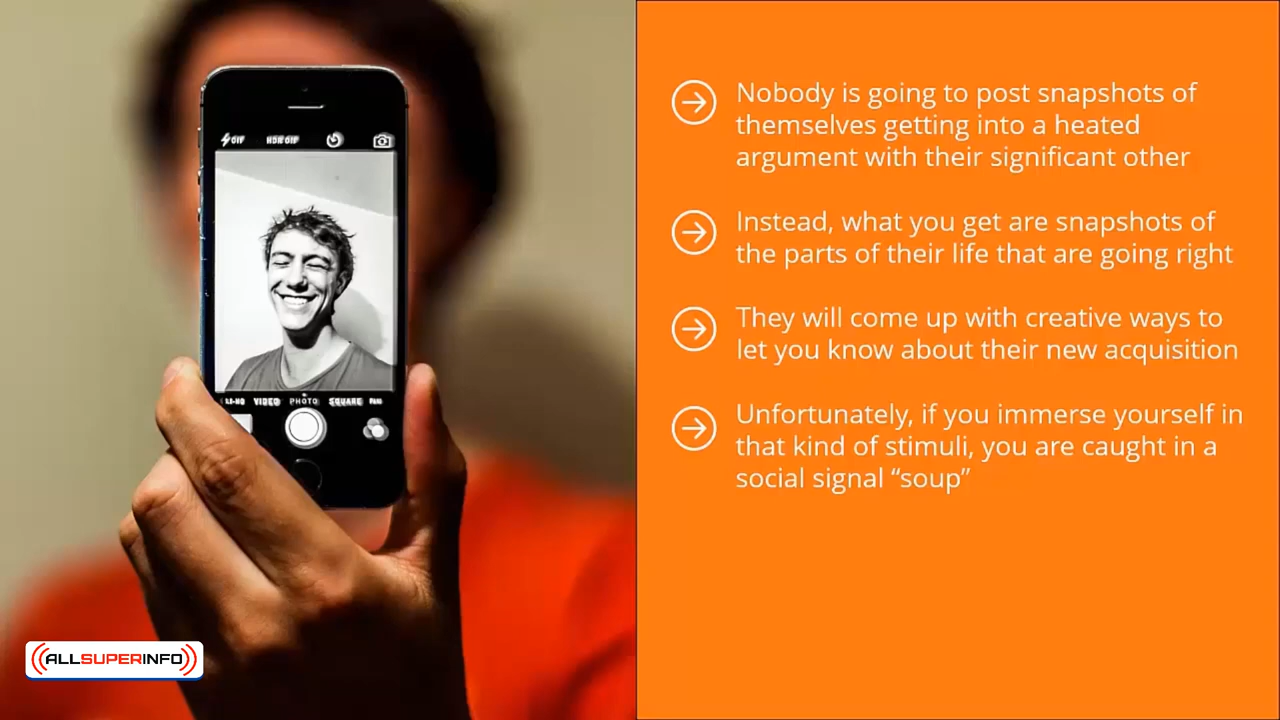 Nobody is going to post snapshots of
themselves getting into a heated
argument with their significant other
Instead, what you get are snapshots of
the parts of their life that are going right
They will come up with creative ways to
let you know about their new acquisition
Unfortunately, if you immerse yourself in
that kind of stimuli, you are caught in a
social signal “soup”
VIDEO PHOTO SQUARE
ALLSUPERINFO